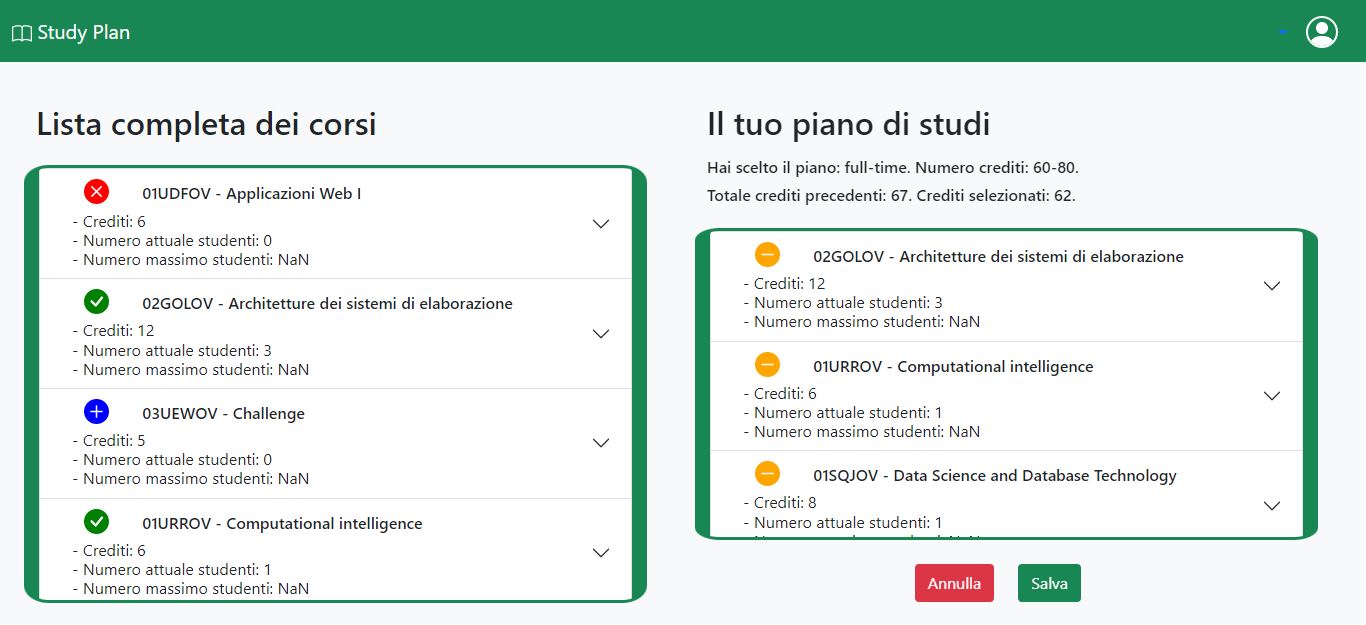 Study Plan
Lista completa dei corsi
01UDFOV - Applicazioni Web I
- Crediti: 6
- Numero attuale studenti: 0
- Numero massimo studenti: NaN
02GOLOV - Architetture dei sistemi di elaborazione
- Crediti: 12
- Numero attuale studenti: 3
- Numero massimo studenti: NaN
03UEWOV - Challenge
- Crediti: 5
- Numero attuale studenti: 0
- Numero massimo studenti: NaN
01URROV - Computational intelligence
- Crediti: 6
- Numero attuale studenti: 1
- Numero massimo studenti: NaN
Il tuo piano di studi
Hai scelto il piano: full-time. Numero crediti: 60-80.
Totale crediti precedenti: 67. Crediti selezionati: 62.
02GOLOV - Architetture dei sistemi di elaborazione
- Crediti: 12
- Numero attuale studenti: 3
- Numero massimo studenti: NaN
01URROV - Computational intelligence
- Crediti: 6
- Numero attuale studenti: 1
- Numero massimo studenti: NaN
01SQJOV - Data Science and Database Technology
- Crediti: 8
- Numero attuale studenti: 1
Annulla
Salva